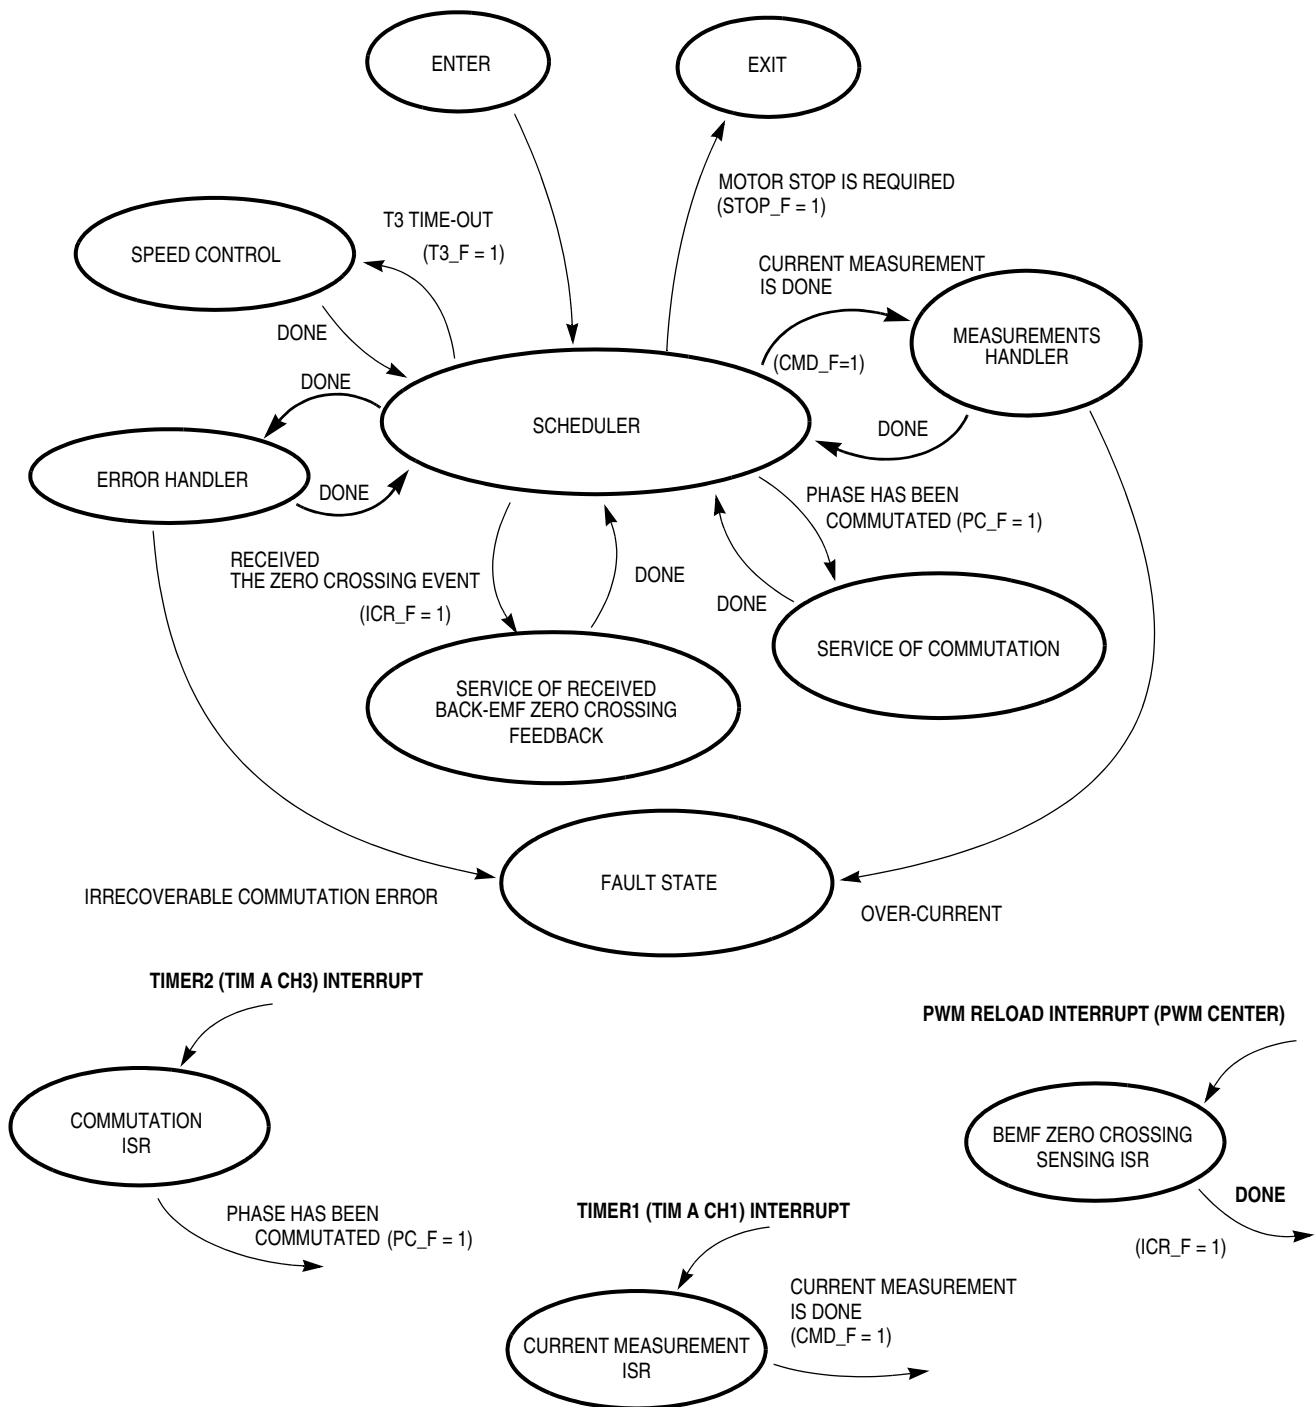 ENTER
EXIT
MOTOR STOP IS REQUIRED
(STOP_F = 1)
T3 TIME-OUT
(T3_F = 1)
SPEED CONTROL
CURRENT MEASUREMENT
IS DONE
MEASUREMENTS
HANDLER
(CMD_F=1)
DONE
DONE
SCHEDULER
DONE
ERROR HANDLER
DONE
PHASE HAS BEEN
COMMUTATED (PC_F = 1)
RECEIVED
THE ZERO CROSSING EVENT
(ICR_F = 1)
DONE
DONE
SERVICE OF COMMUTATION
SERVICE OF RECEIVED
BACK-EMF ZERO CROSSING
FEEDBACK
FAULT STATE
IRRECOVERABLE COMMUTATION ERROR
OVER-CURRENT
TIMER2 (TIM A CH3) INTERRUPT
COMMUTATION
ISR
PHASE HAS BEEN
COMMUTATED (PC_F = 1)
PWM RELOAD INTERRUPT (PWM CENTER)
BEMF ZERO CROSSING
SENSING ISR
DONE
(ICR_F = 1)
TIMER1 (TIM A CH1) INTERRUPT
CURRENT MEASUREMENT
ISR
CURRENT MEASUREMENT
IS DONE
(CMD_F = 1)